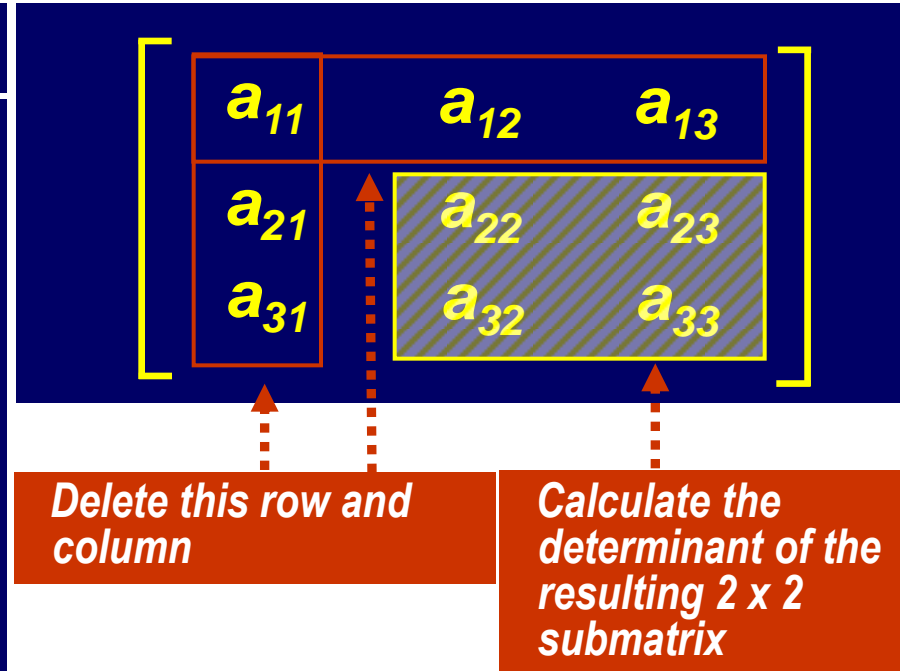 a11 a12 a13
a21 a22 a23
a31 a32 a33
Delete this row and
column
Calculate the
determinant of the
resulting 2 x 2
submatrix